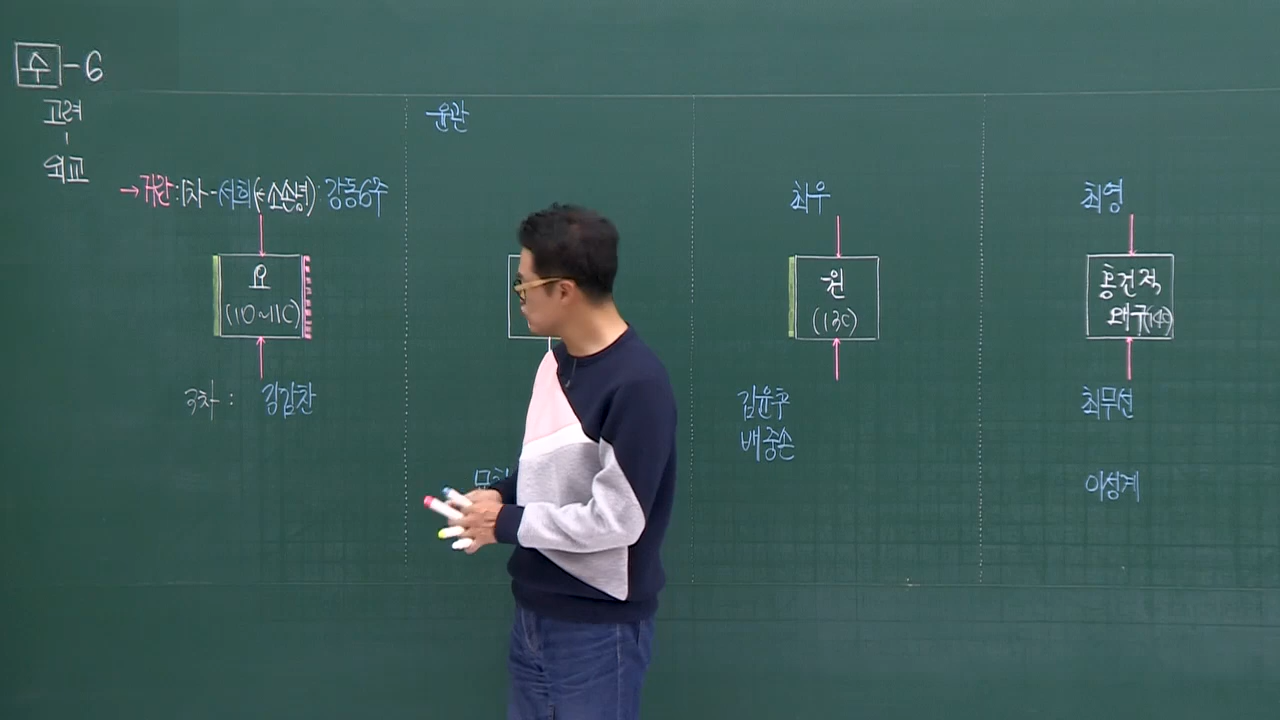 수-6
고려
외교
윤관
→거란:1차-서희(↔소손녕):강동6주
최우
최영
요
(10~11C)
원
(13C)
홍건적
왜구(14C)
3차: 강감찬
김윤후
배중손
최무선
이성계